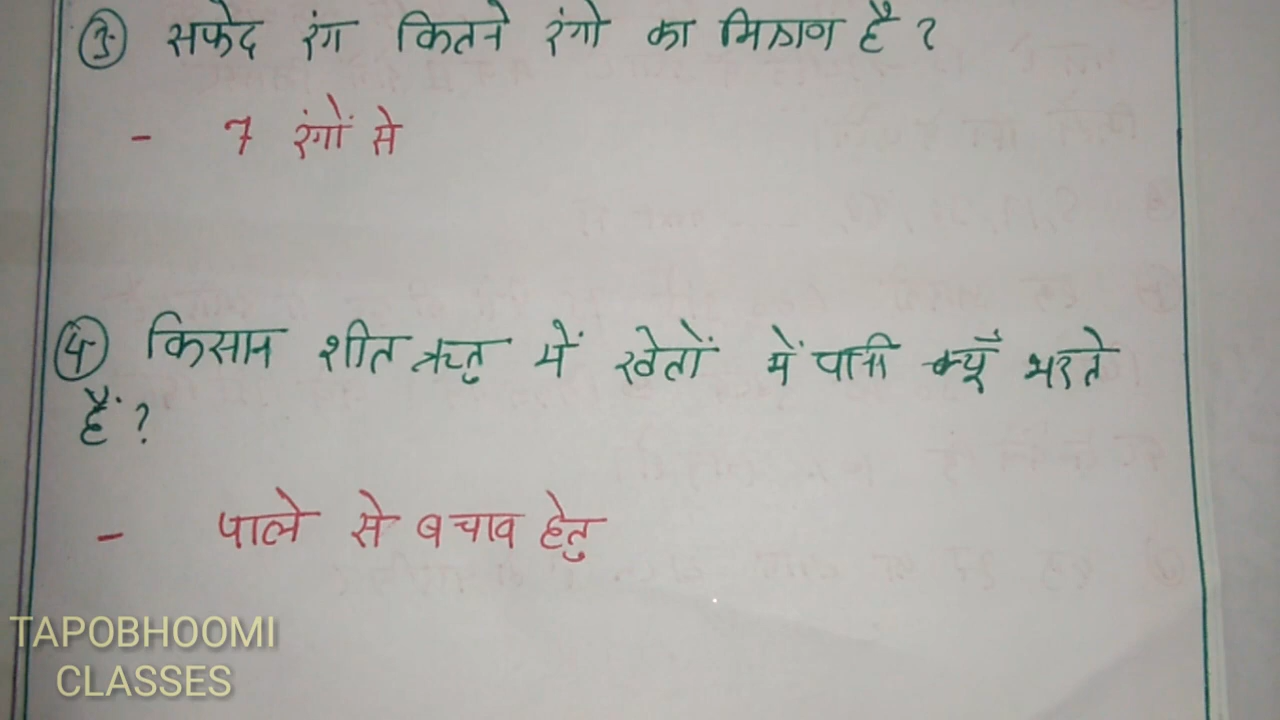 ③ सफेद रंग कितने रंगो का मिश्रण है ?
- 7 रंगों से
④ किसान शीत ऋतु में खेतों में पानी क्यूँ भरते
हैं ?
- पाले से बचाव हेतु
TAPOBHOOMI
CLASSES